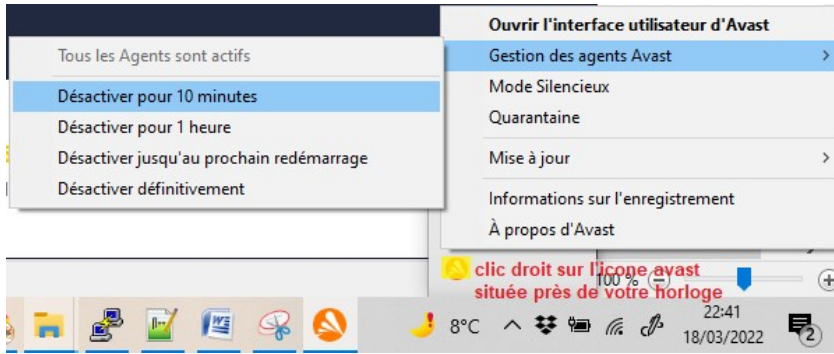 Ouvrir l'interface utilisateur d'Avast
Gestion des agents Avast
Mode Silencieux
Quarantaine
Mise à jour
Informations sur l'enregistrement
À propos d'Avast
Tous les Agents sont actifs
Désactiver pour 10 minutes
Désactiver pour 1 heure
Désactiver jusqu'au prochain redémarrage
Désactiver définitivement
clic droit sur l'icone avast
située près de votre horloge
100 %
8°C
22:41
18/03/2022
2